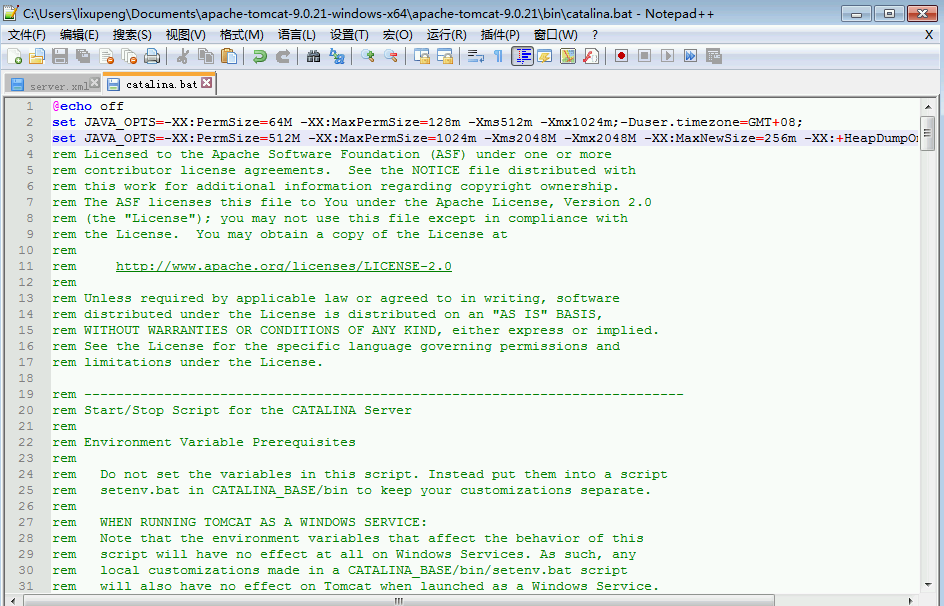 C:\Users\lixupeng\Documents\apache-tomcat-9.0.21-windows-x64\apache-tomcat-9.0.21\bin\catalina.bat - Notepad++
文件(F) 编辑(E) 搜索(S) 视图(V) 格式(M) 语言(L) 设置(T) 宏(O) 运行(R) 插件(P) 窗口(W) ? X
server.xml catalina.bat
1 @echo off
2 set JAVA_OPTS=-XX:PermSize=64M -XX:MaxPermSize=128m -Xms512m -Xmx1024m;-Duser.timezone=GMT+08;
3 set JAVA_OPTS=-XX:PermSize=512M -XX:MaxPermSize=1024m -Xms2048M -Xmx2048M -XX:MaxNewSize=256m -XX:+HeapDumpOn
4 rem Licensed to the Apache Software Foundation (ASF) under one or more
5 rem contributor license agreements.  See the NOTICE file distributed with
6 rem this work for additional information regarding copyright ownership.
7 rem The ASF licenses this file to You under the Apache License, Version 2.0
8 rem (the "License"); you may not use this file except in compliance with
9 rem the License.  You may obtain a copy of the License at
10 rem
11 rem     http://www.apache.org/licenses/LICENSE-2.0
12 rem
13 rem Unless required by applicable law or agreed to in writing, software
14 rem distributed under the License is distributed on an "AS IS" BASIS,
15 rem WITHOUT WARRANTIES OR CONDITIONS OF ANY KIND, either express or implied.
16 rem See the License for the specific language governing permissions and
17 rem limitations under the License.
18
19 rem ---------------------------------------------------------------------------
20 rem Start/Stop Script for the CATALINA Server
21 rem
22 rem Environment Variable Prerequisites
23 rem
24 rem   Do not set the variables in this script. Instead put them into a script
25 rem   setenv.bat in CATALINA_BASE/bin to keep your customizations separate.
26 rem
27 rem   WHEN RUNNING TOMCAT AS A WINDOWS SERVICE:
28 rem   Note that the environment variables that affect the behavior of this
29 rem   script will have no effect at all on Windows Services. As such, any
30 rem   local customizations made in a CATALINA_BASE/bin/setenv.bat script
31 rem   will also have no effect on Tomcat when launched as a Windows Service.